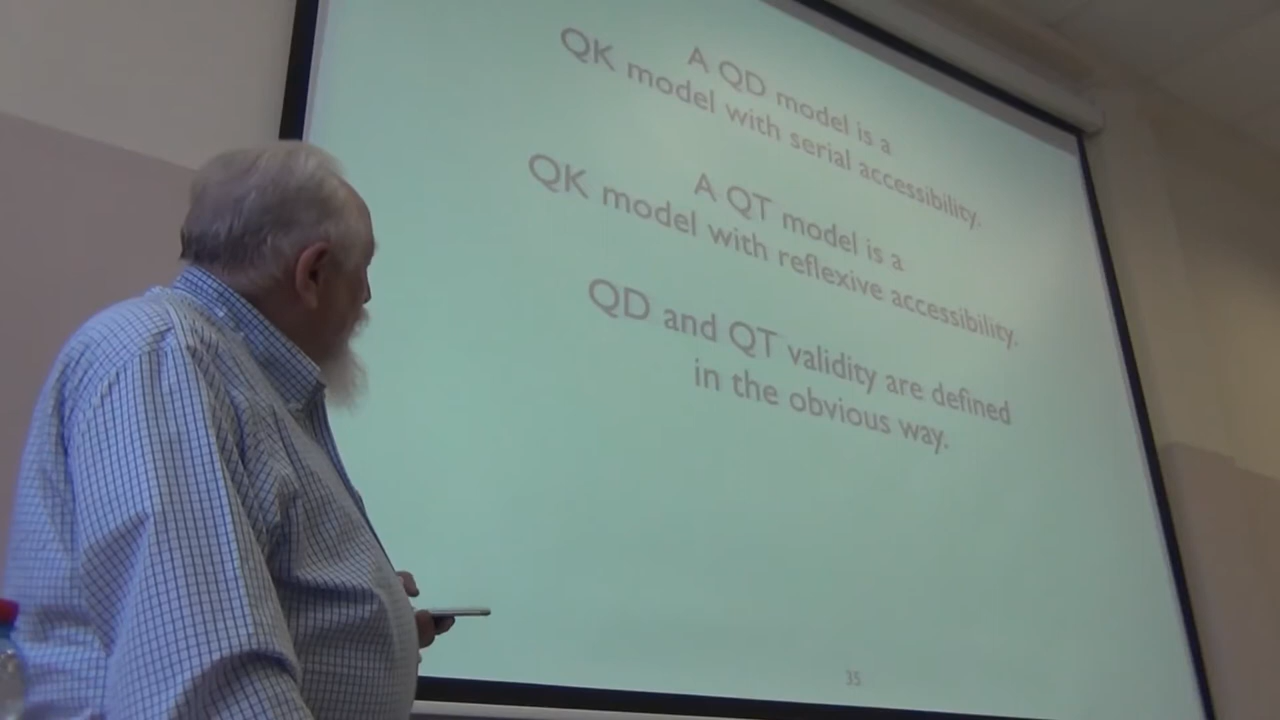 A QD model is a
QK model with serial accessibility.
A QT model is a
QK model with reflexive accessibility.
QD and QT validity are defined
in the obvious way.
35